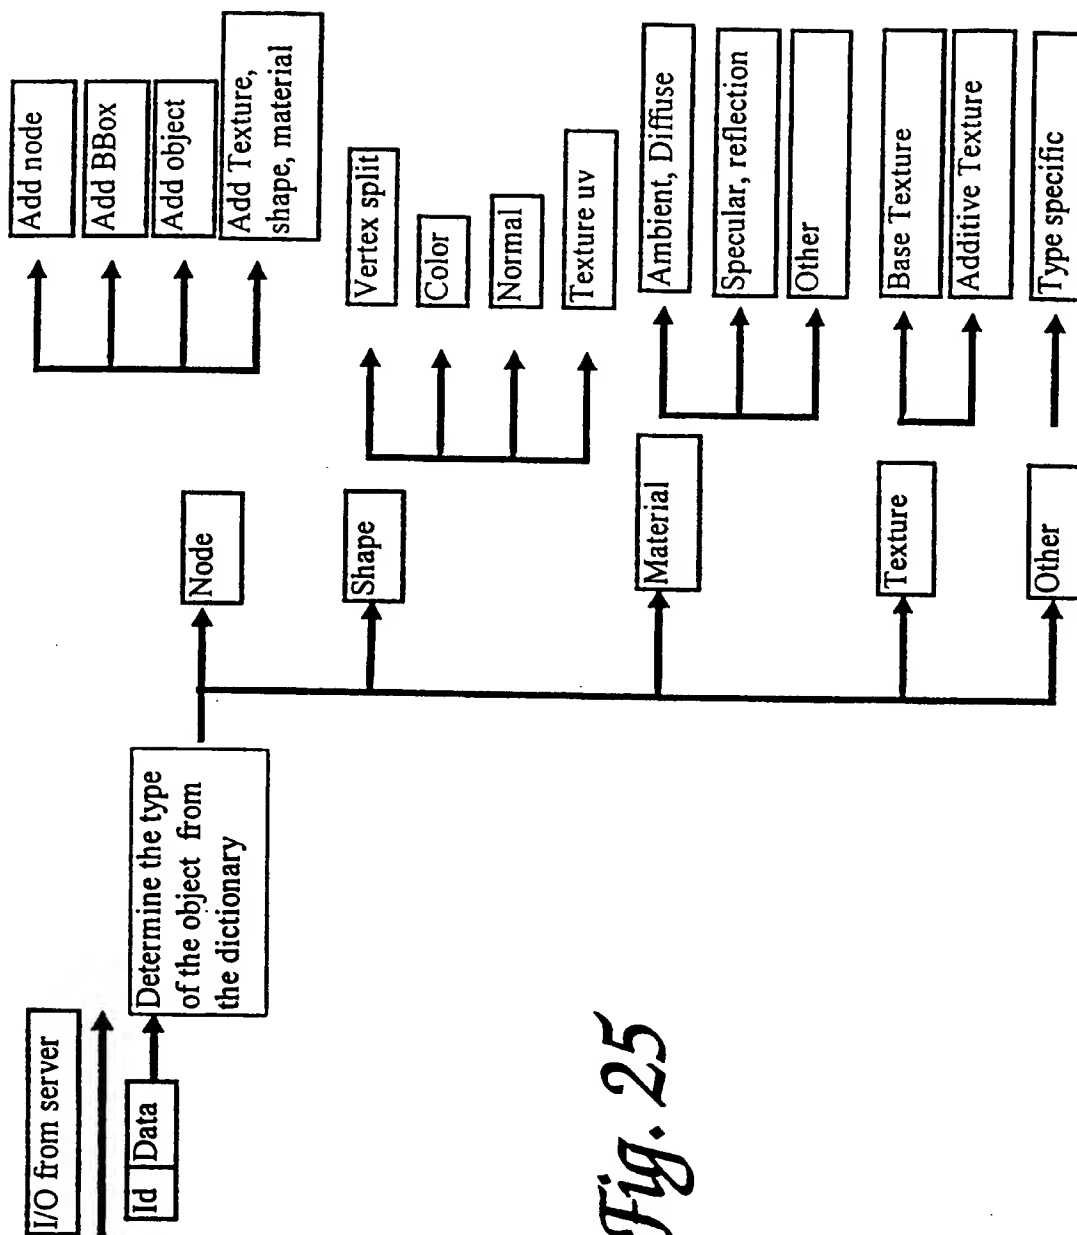 I/O from server
Id
Data
Determine the type
of the object from
the dictionary
Node
Add node
Add BBox
Add object
Add Texture,
shape, material
Shape
Vertex split
Color
Normal
Texture uv
Material
Ambient, Diffuse
Specular, reflection
Other
Texture
Base Texture
Additive Texture
Other
Type specific
Fig. 25